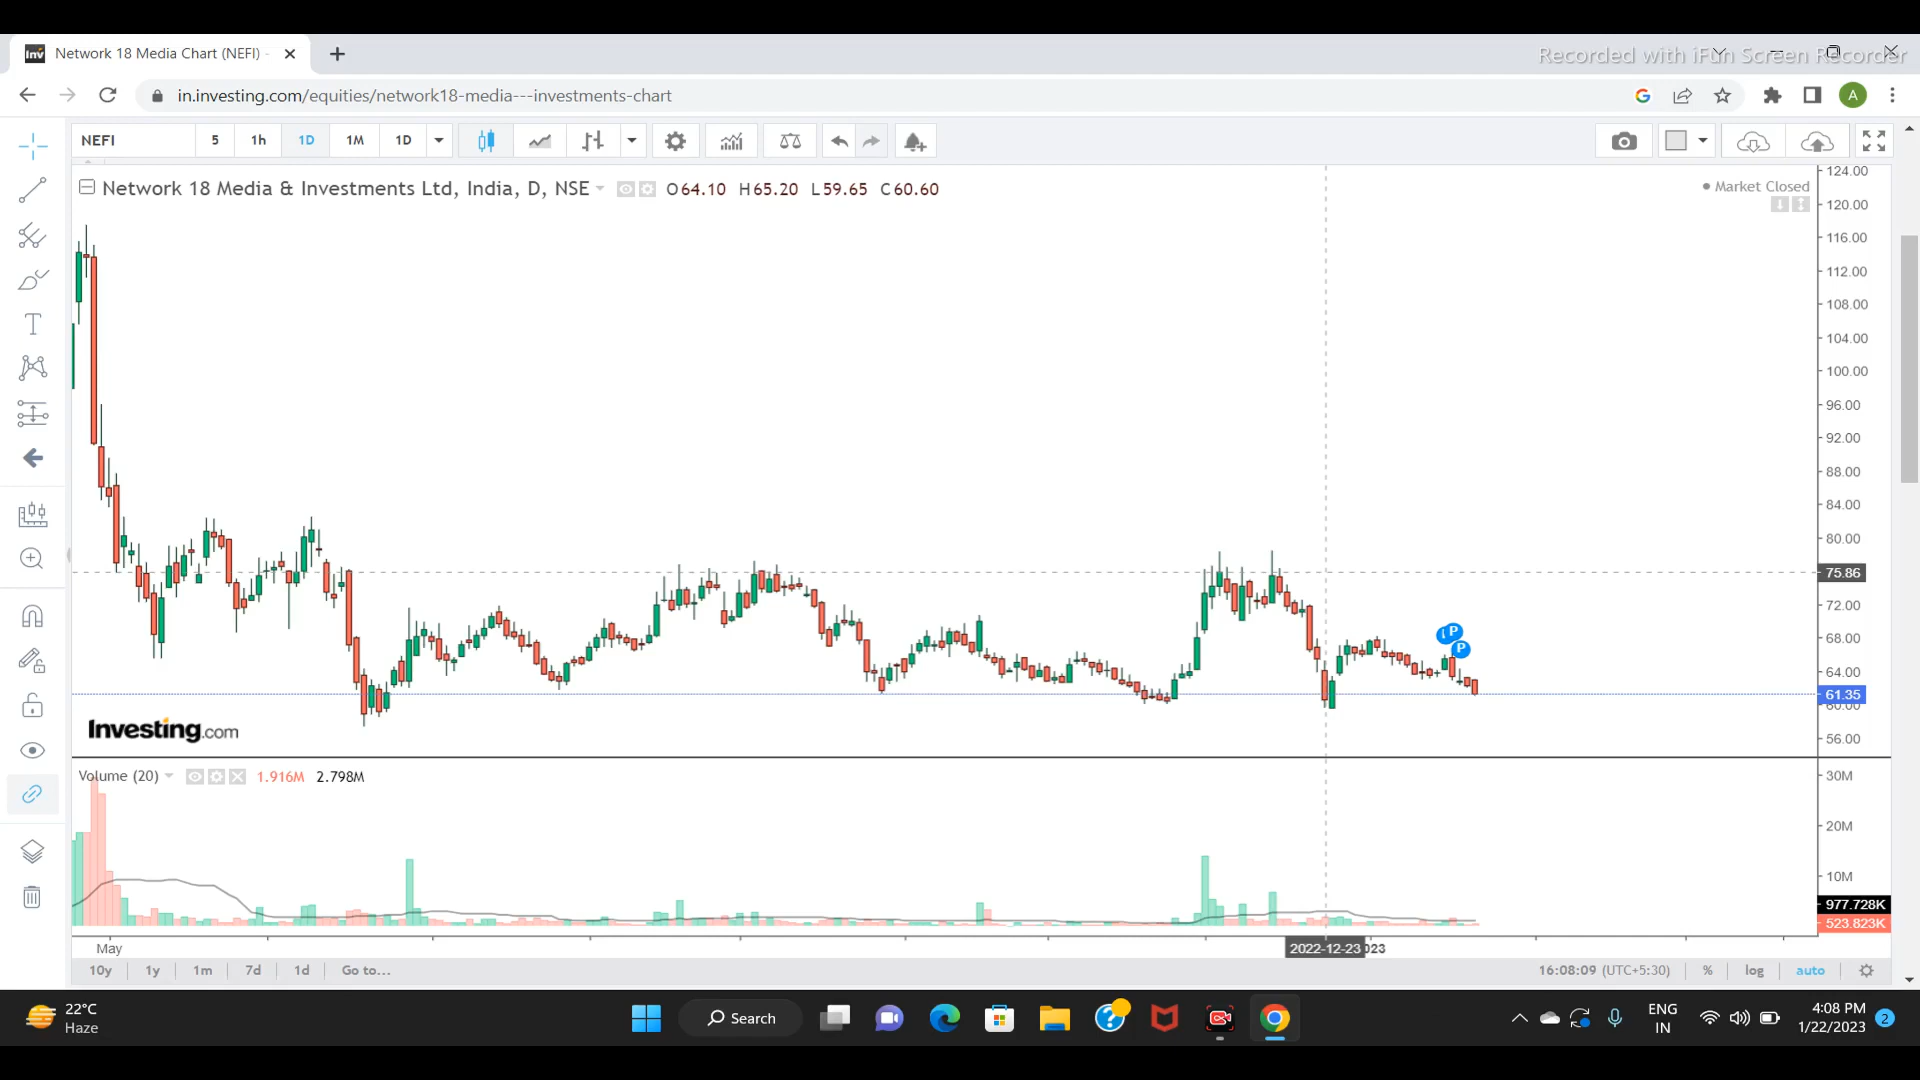 Network 18 Media Chart (NEFI) -
Recorded with iFun Screen Recorder
in.investing.com/equities/network18-media---investments-chart
A
NEFI 5 1h 1D 1M 1D
Network 18 Media & Investments Ltd, India, D, NSE O64.10 H65.20 L59.65 C60.60
Market Closed
124.00
120.00
116.00
112.00
108.00
104.00
100.00
96.00
92.00
88.00
84.00
80.00
75.86
72.00
68.00
64.00
61.35
60.00
56.00
P
P
Investing.com
Volume (20) 1.916M 2.798M
30M
20M
10M
977.728K
523.823K
May 2022-12-23 023
10y 1y 1m 7d 1d Go to... 16:08:09 (UTC+5:30) % log auto
22°C
Haze
Search
ENG
IN
4:08 PM
1/22/2023
2